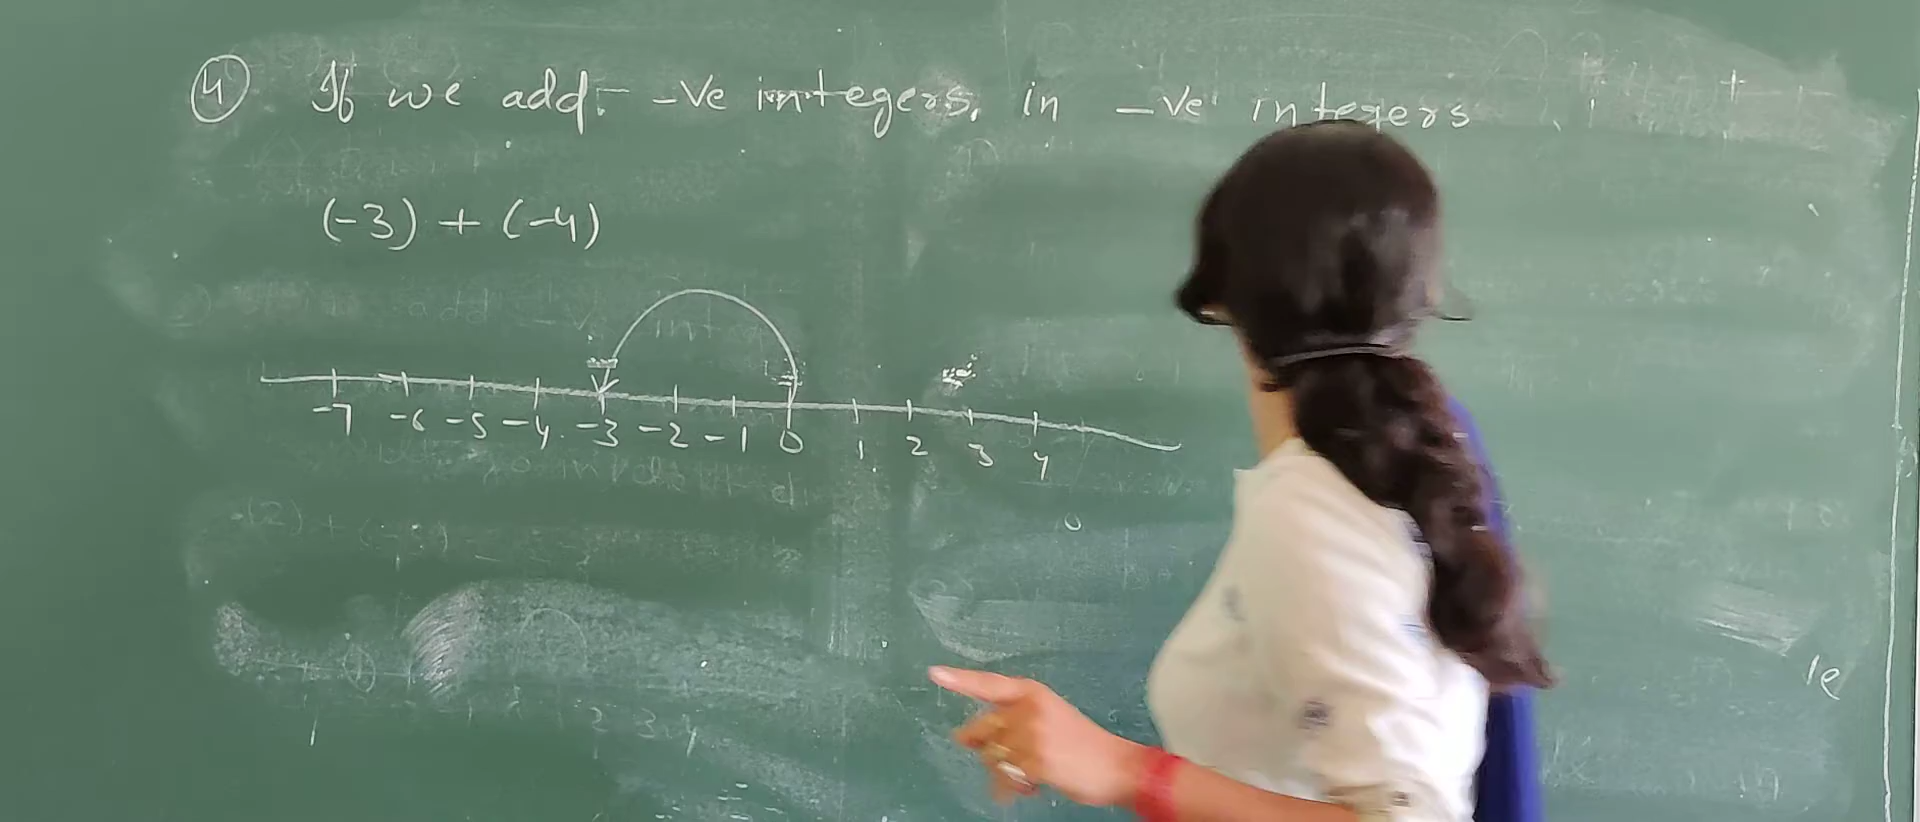 4 If we add -ve integers, in -ve integers
(-3) + (-4)
-7 -6 -5 -4 -3 -2 -1 0 1 2 3 4